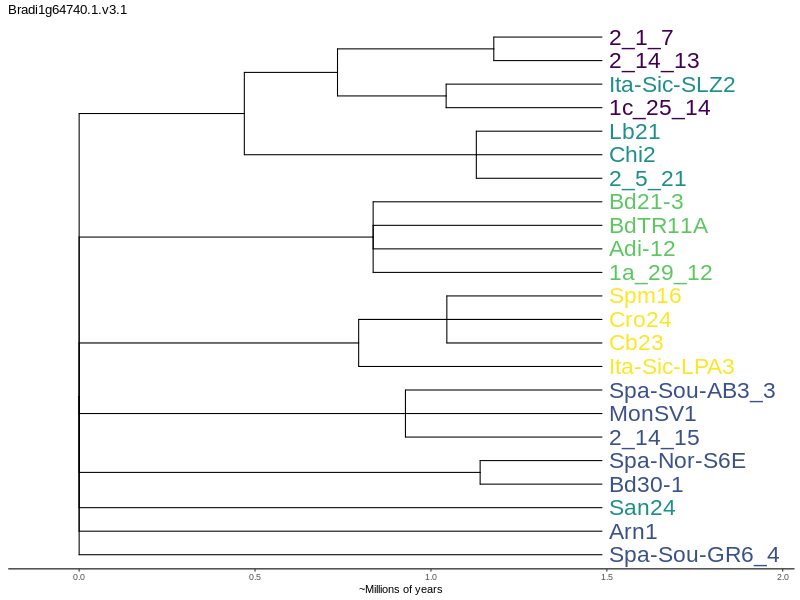 Bradi1g64740.1.v3.1
2_1_7
2_14_13
Ita-Sic-SLZ2
1c_25_14
Lb21
Chi2
2_5_21
Bd21-3
BdTR11A
Adi-12
1a_29_12
Spm16
Cro24
Cb23
Ita-Sic-LPA3
Spa-Sou-AB3_3
MonSV1
2_14_15
Spa-Nor-S6E
Bd30-1
San24
Arn1
Spa-Sou-GR6_4
0.0 0.5 1.0 1.5 2.0
~Millions of years